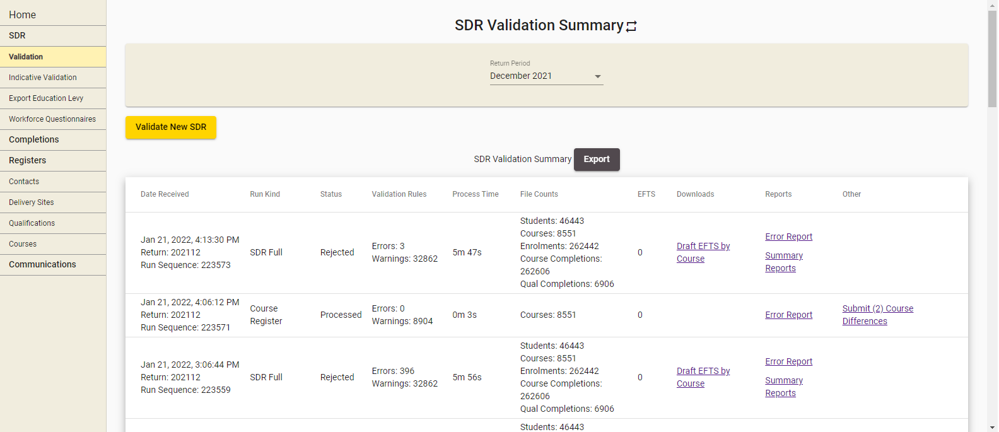 Home
SDR
Validation
Indicative Validation
Export Education Levy
Workforce Questionnaires
Completions
Registers
Contacts
Delivery Sites
Qualifications
Courses
Communications
SDR Validation Summary
Return Period
December 2021
Validate New SDR
SDR Validation Summary Export
Date Received Run Kind Status Validation Rules Process Time File Counts EFTS Downloads Reports Other
Jan 21, 2022, 4:13:30 PM
Return: 202112
Run Sequence: 223573
SDR Full
Rejected
Errors: 3
Warnings: 32862
5m 47s
Students: 46443
Courses: 8551
Enrolments: 262442
Course Completions:
262606
Qual Completions: 6906
0
Draft EFTS by
Course
Error Report
Summary
Reports
Jan 21, 2022, 4:06:12 PM
Return: 202112
Run Sequence: 223571
Course
Register
Processed
Errors: 0
Warnings: 8904
0m 3s
Courses: 8551
0
Error Report
Submit (2) Course
Differences
Jan 21, 2022, 3:06:44 PM
Return: 202112
Run Sequence: 223559
SDR Full
Rejected
Errors: 396
Warnings: 32862
5m 56s
Students: 46443
Courses: 8551
Enrolments: 262442
Course Completions:
262606
Qual Completions: 6906
0
Draft EFTS by
Course
Error Report
Summary
Reports
Students: 46443